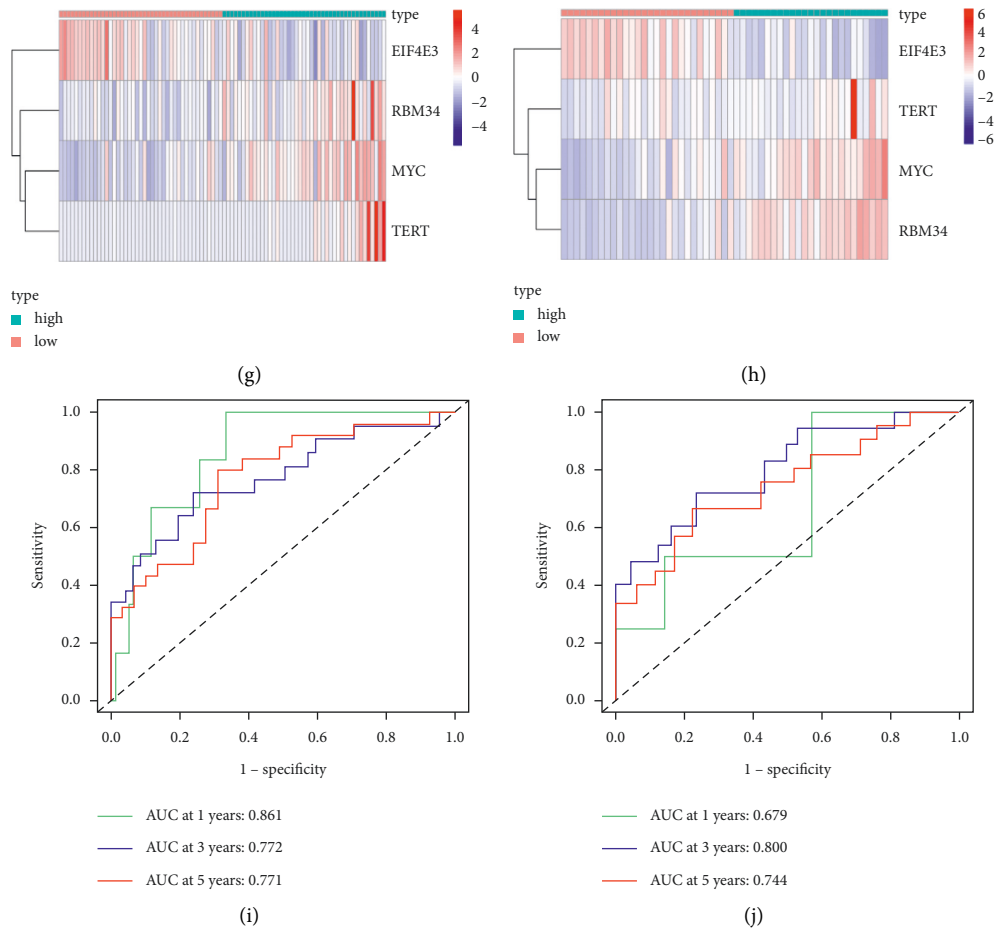 type
EIF4E3
RBM34
MYC
TERT
4
2
0
−2
−4
type
high
low
(g)
type
EIF4E3
TERT
MYC
RBM34
6
4
2
0
−2
−4
−6
type
high
low
(h)
Sensitivity
1.0
0.8
0.6
0.4
0.2
0.0
0.0 0.2 0.4 0.6 0.8 1.0
1 – specificity
AUC at 1 years: 0.861
AUC at 3 years: 0.772
AUC at 5 years: 0.771
(i)
Sensitivity
1.0
0.8
0.6
0.4
0.2
0.0
0.0 0.2 0.4 0.6 0.8 1.0
1 – specificity
AUC at 1 years: 0.679
AUC at 3 years: 0.800
AUC at 5 years: 0.744
(j)